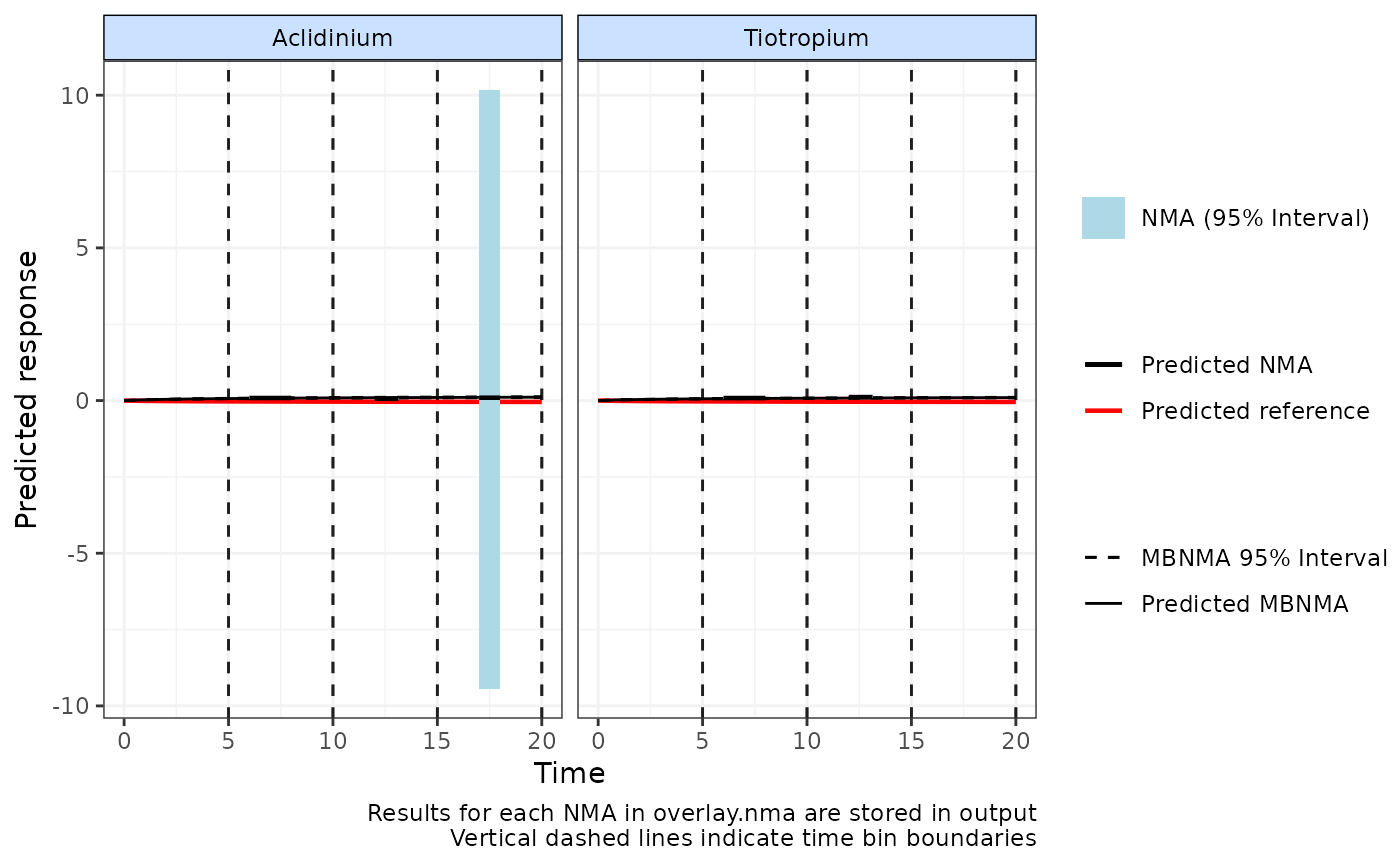 Aclidinium
Tiotropium
Predicted response
10
5
0
-5
-10
0 5 10 15 20
0 5 10 15 20
Time
NMA (95% Interval)
Predicted NMA
Predicted reference
MBNMA 95% Interval
Predicted MBNMA
Results for each NMA in overlay.nma are stored in output
Vertical dashed lines indicate time bin boundaries